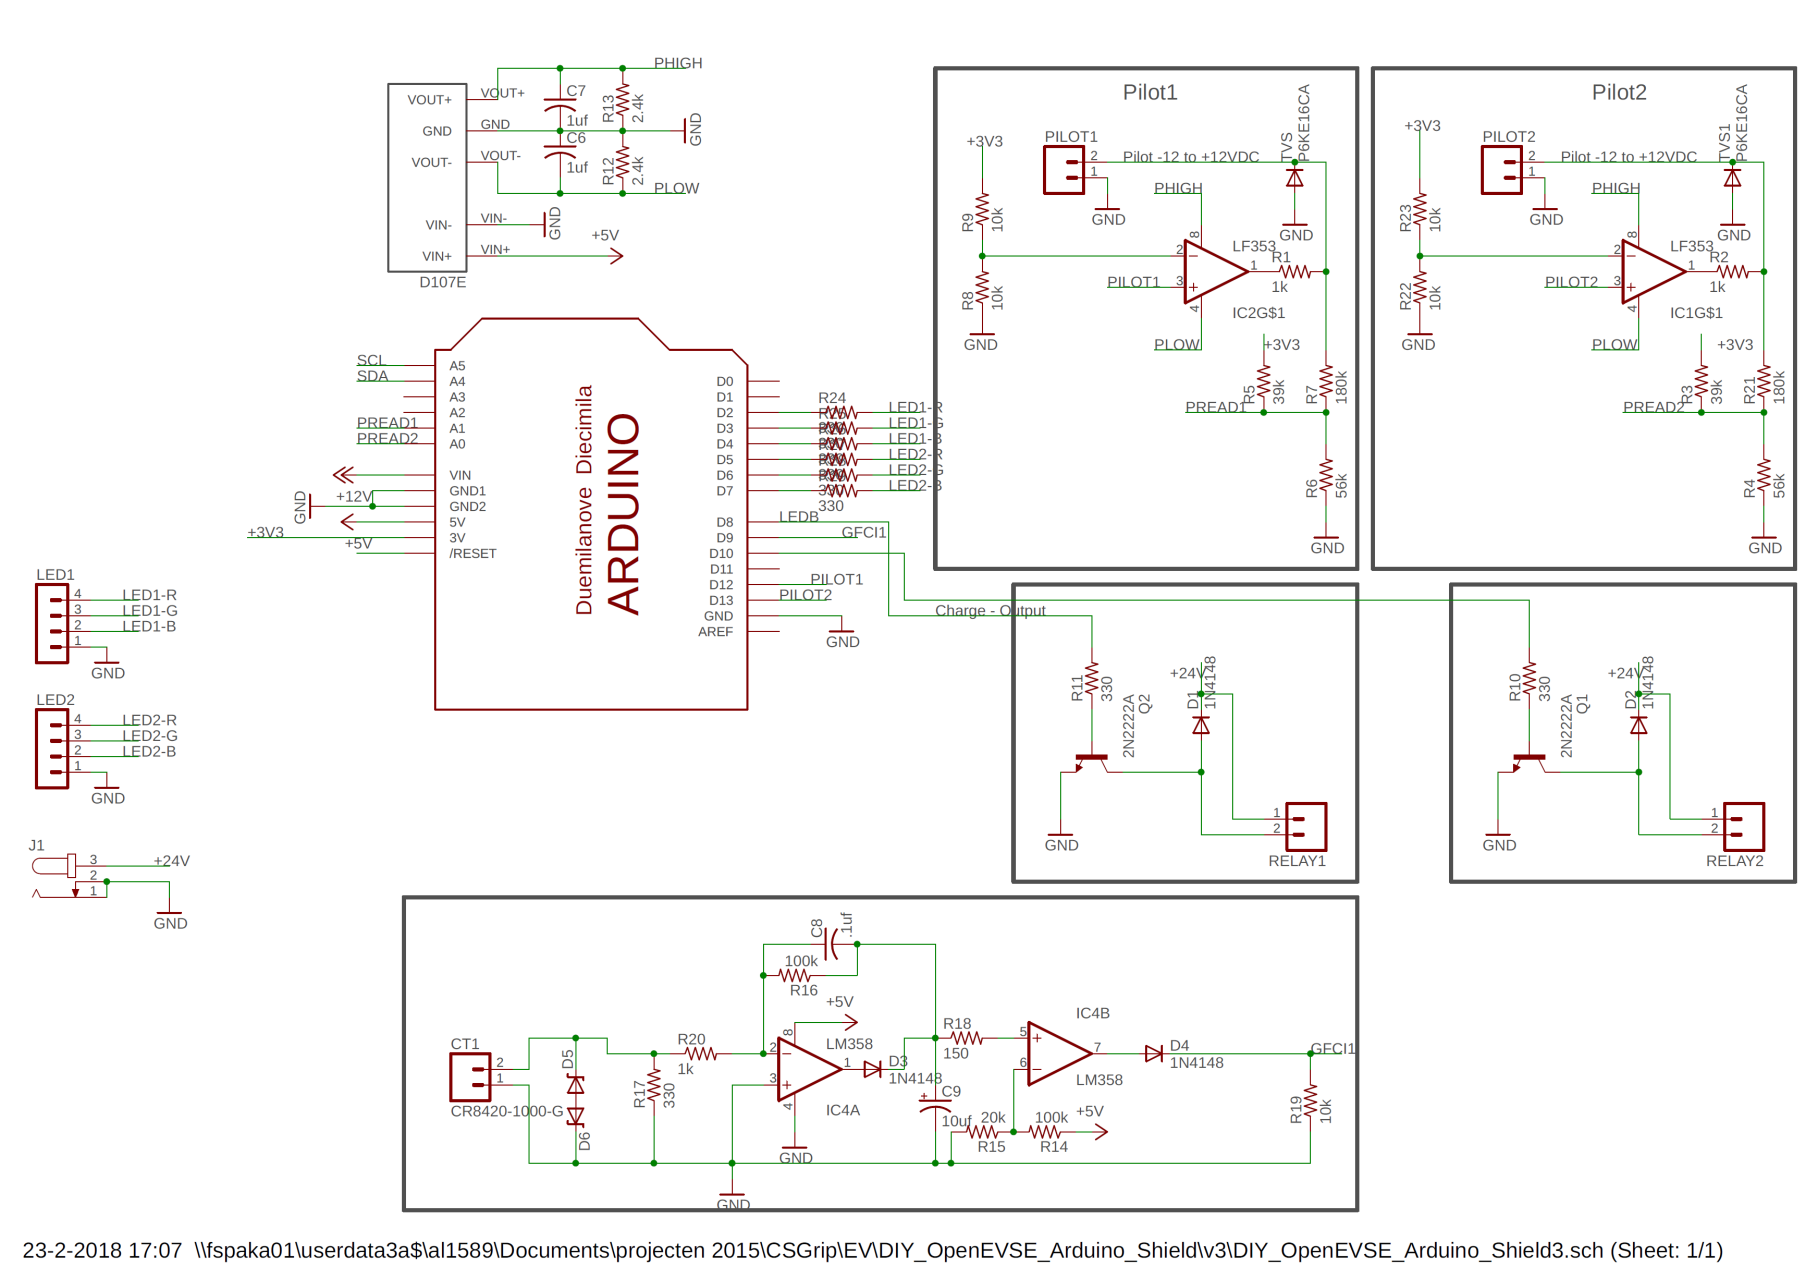 PHIGH
VOUT+
VOUT+
C7
1uf
R13
2.4k
GND
GND
GND
C6
1uf
VOUT-
VOUT-
R12
2.4k
PLOW
VIN-
VIN-
GND
VIN+
VIN+
+5V
D107E
Duemilanove Diecimila
ARDUINO
SCL
A5
SDA
A4
A3
A2
PREAD1
A1
PREAD2
A0
VIN
GND1
+12V
GND
GND2
5V
+3V3
3V
+5V
/RESET
D0
D1
D2
D3
D4
D5
D6
D7
D8
D9
D10
D11
D12
D13
GND
AREF
R24
LED1-R
LED1-G
LED1-B
LED2-R
LED2-G
LED2-B
330
330
LEDB
GFCI1
PILOT1
PILOT2
GND
LED1
4
LED1-R
3
LED1-G
2
LED1-B
1
GND
LED2
4
LED2-R
3
LED2-G
2
LED2-B
1
GND
J1
3
+24V
2
1
GND
Pilot1
+3V3
PILOT1
2
Pilot -12 to +12VDC
1
GND
TVS
P6KE16CA
GND
PHIGH
R9
10k
8
2
LF353
1
R1
1k
PILOT1
3
4
IC2G$1
R8
10k
GND
PLOW
+3V3
R5
39k
R7
180k
PREAD1
R6
56k
GND
Pilot2
+3V3
PILOT2
2
Pilot -12 to +12VDC
1
GND
TVS1
P6KE16CA
GND
PHIGH
R23
10k
8
2
LF353
1
R2
1k
PILOT2
3
4
IC1G$1
R22
10k
GND
PLOW
+3V3
R3
39k
R21
180k
PREAD2
R4
56k
GND
Charge - Output
R11
330
2N2222A
Q2
+24V
D1
1N4148
GND
1
2
RELAY1
R10
330
2N2222A
Q1
+24V
D2
1N4148
GND
1
2
RELAY2
C8
.1uf
100k
R16
+5V
CT1
2
1
CR8420-1000-G
D5
D6
R17
330
R20
1k
8
2
LM358
1
3
4
IC4A
GND
GND
D3
1N4148
R18
150
C9
10uf
20k
R15
100k
R14
+5V
IC4B
5
6
7
LM358
D4
1N4148
GFCI1
R19
10k
23-2-2018 17:07 \\fspaka01\userdata3a$\al1589\Documents\projecten 2015\CSGrip\EV\DIY_OpenEVSE_Arduino_Shield\v3\DIY_OpenEVSE_Arduino_Shield3.sch (Sheet: 1/1)